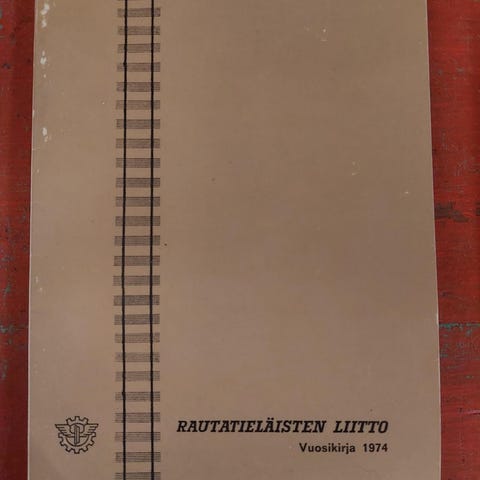 RAUTATIELÄISTEN LIITTO
Vuosikirja 1974